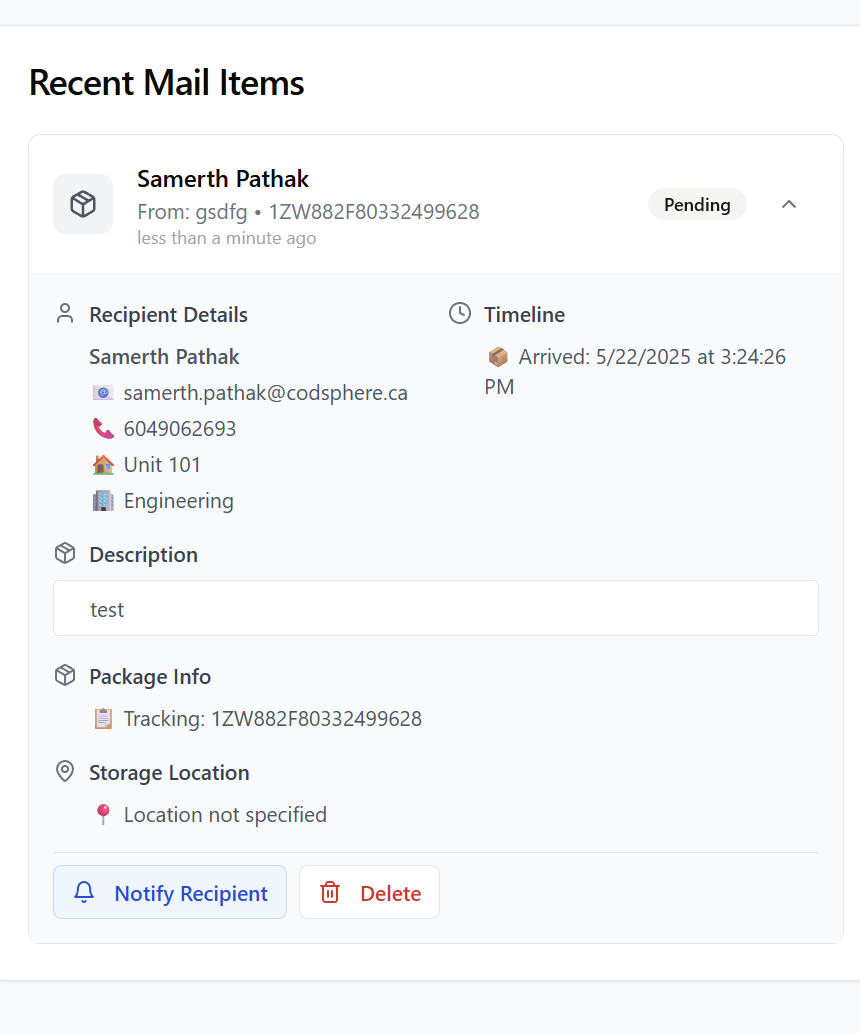 Recent Mail Items
Samerth Pathak
From: gsdfg • 1ZW882F80332499628
less than a minute ago
Pending
Recipient Details
Samerth Pathak
samerth.pathak@codsphere.ca
6049062693
Unit 101
Engineering
Timeline
Arrived: 5/22/2025 at 3:24:26
PM
Description
test
Package Info
Tracking: 1ZW882F80332499628
Storage Location
Location not specified
Notify Recipient
Delete